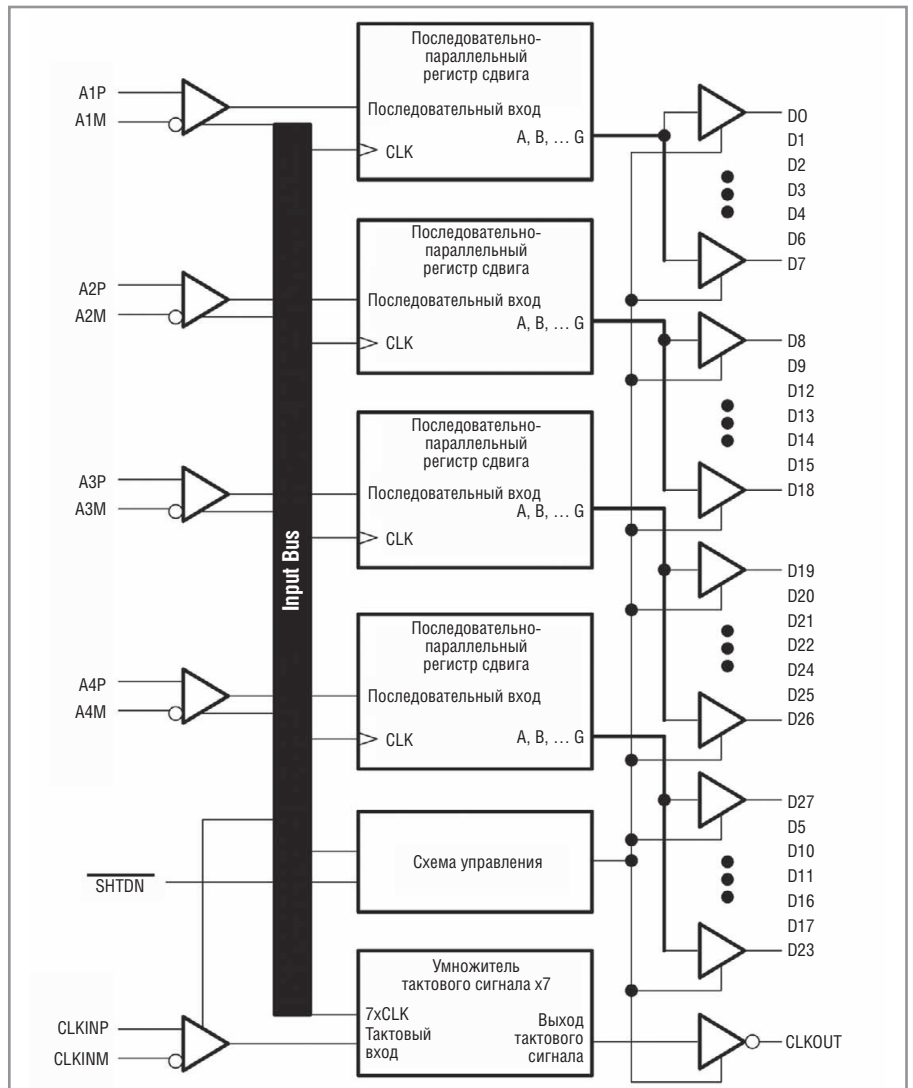 Последовательно-
параллельный
регистр сдвига
Последовательный вход
A, B, ... G
CLK
A1P
A1M
D0
D1
D2
D3
D4
D6
D7
Последовательно-
параллельный
регистр сдвига
Последовательный вход
A, B, ... G
CLK
A2P
A2M
D8
D9
D12
D13
D14
D15
D18
Последовательно-
параллельный
регистр сдвига
Последовательный вход
A, B, ... G
CLK
A3P
A3M
Input Bus
D19
D20
D21
D22
D24
D25
D26
Последовательно-
параллельный
регистр сдвига
Последовательный вход
A, B, ... G
CLK
A4P
A4M
D27
D5
D10
D11
D16
D17
D23
Схема управления
SHTDN
Умножитель
тактового сигнала x7
7xCLK
Тактовый
вход
Выход
тактового
сигнала
CLKINP
CLKINM
CLKOUT